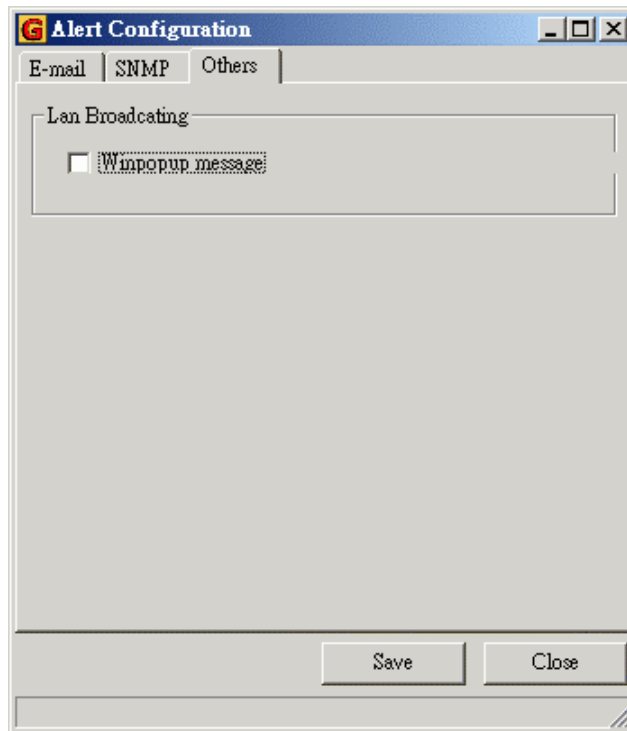 G Alert Configuration
E-mail SNMP Others
Lan Broadcating
Winpopup message
Save Close